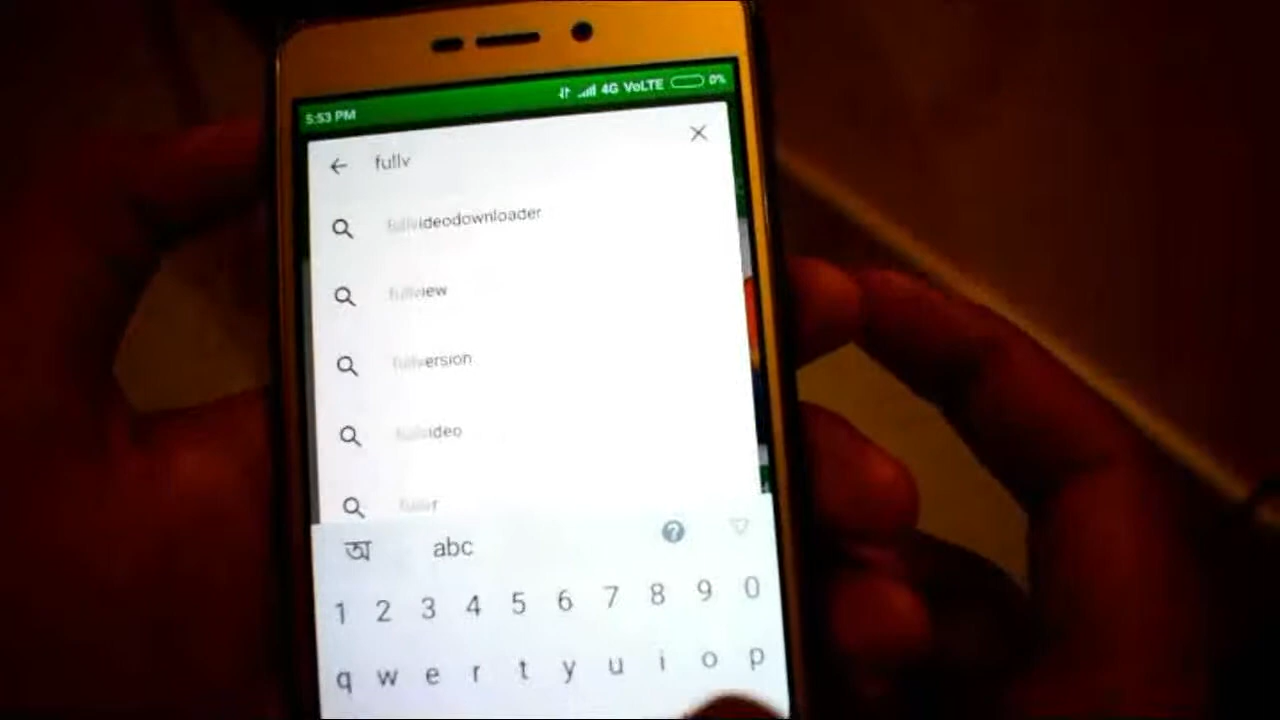 5:53 PM 4G VoLTE 0%
fullv
fullvideodownloader
fullview
fullversion
fullvideo
অ abc ?
1 2 3 4 5 6 7 8 9 0
q w e r t y u i o p